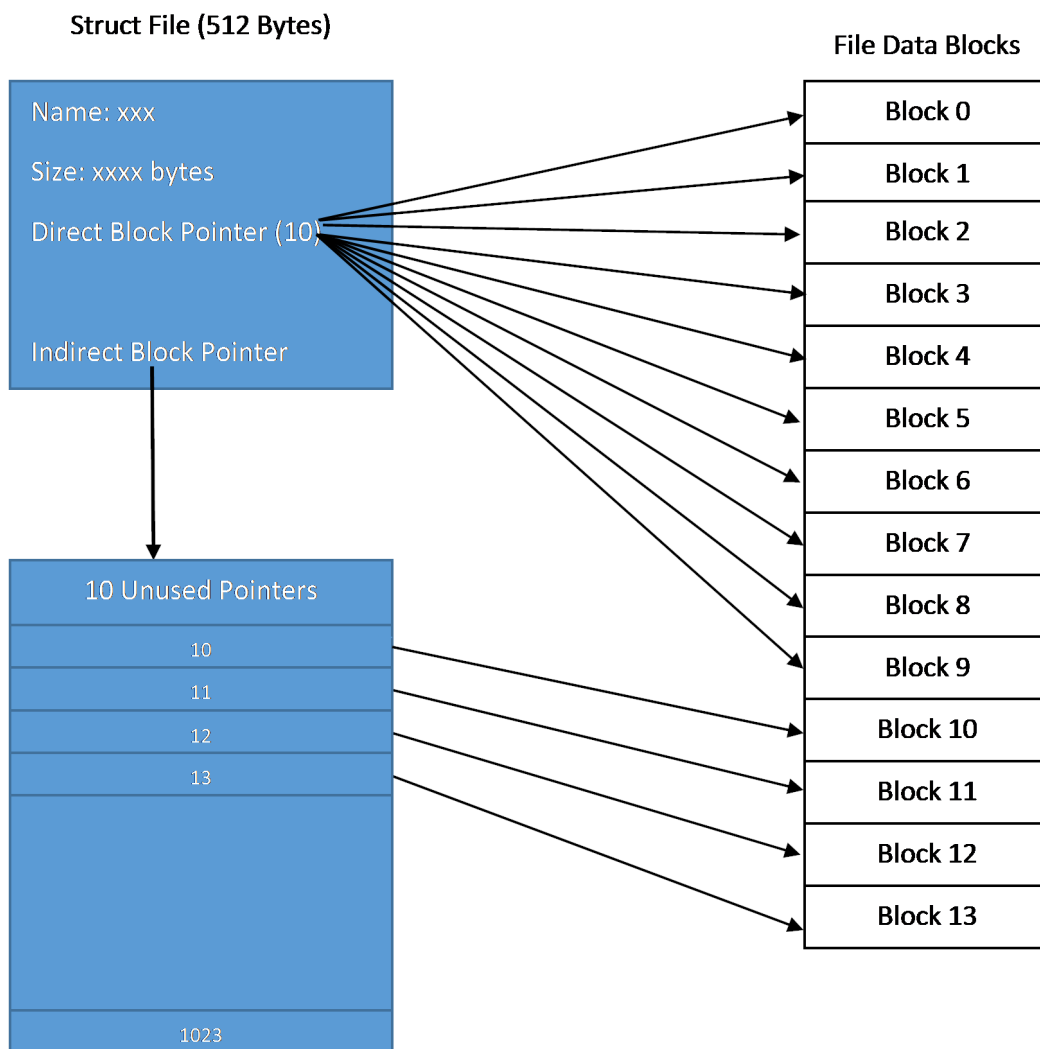 Struct File (512 Bytes)
Name: xxx
Size: xxxx bytes
Direct Block Pointer (10)
Indirect Block Pointer
10 Unused Pointers
10
11
12
13
1023
File Data Blocks
Block 0
Block 1
Block 2
Block 3
Block 4
Block 5
Block 6
Block 7
Block 8
Block 9
Block 10
Block 11
Block 12
Block 13